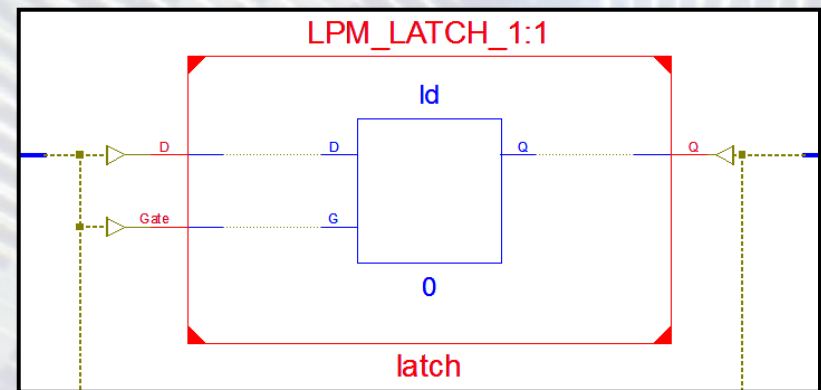 LPM_LATCH_1:1
ld
D D Q Q
Gate G
0
latch